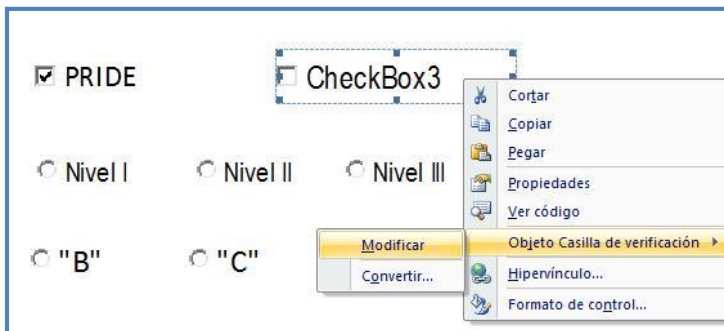 PRIDE
CheckBox3
Cortar
Copiar
Pegar
Nivel I
Nivel II
Nivel III
Propiedades
Ver código
Objeto Casilla de verificación
Modificar
Convertir...
"B"
"C"
Hipervínculo...
Formato de control...